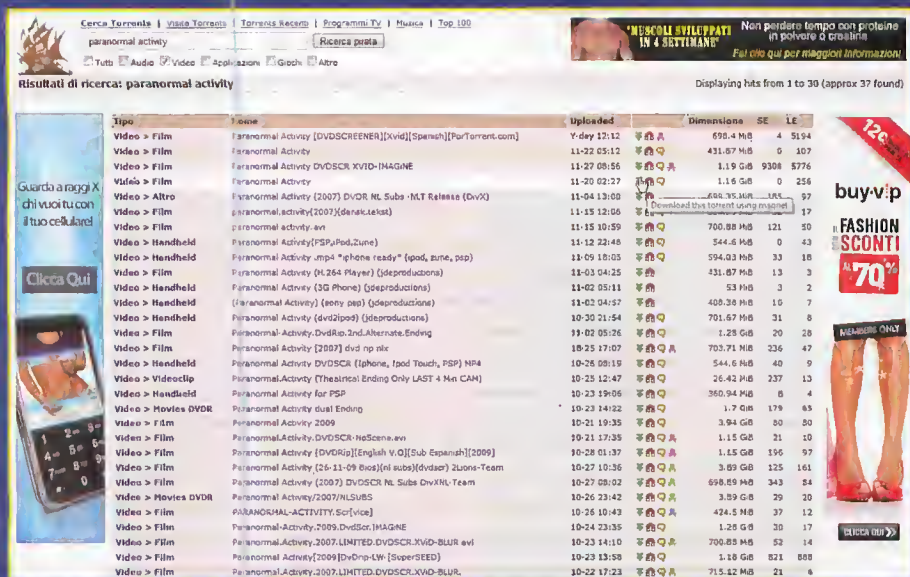 Cerca Torrents | Visita Torrents | Torrents Recenti | Programmi TV | Musica | Top 100
paranormal activity Ricerca pirata
Tutti Audio Video Applicazioni Giochi Altro
"MUSCOLI SVILUPPATI IN 4 SETTIMANE"
Non perdere tempo con proteine in polvere o creatina
Fai clic qui per maggiori informazioni
Risultati di ricerca: paranormal activity Displaying hits from 1 to 30 (approx 37 found)
Tipo Nome Uploaded Dimensione SE LE
Video > Film Paranormal Activity [DVDSCREENER][Xvid][Spanish][PorTorrent.com] Y-day 12:12 698.4 MiB 4 5194
Video > Film Paranormal Activity 11-22 05:12 431.67 MiB 0 107
Video > Film Paranormal Activity DVDSCR XVID-IMAGiNE 11-27 08:56 1.19 GiB 9308 5776
Video > Film Paranormal Activity 11-20 02:27 1.16 GiB 0 256
Video > Altro Paranormal Activity (2007) DVDR NL Subs -MLT Release (DivX) 11-04 13:00 699.35 MiB 185 97
Video > Film paranormal.activity(2007)(dansk.tekst) 11-15 12:06 17
Download this torrent using magnet
Video > Film paranormal activity.avi 11-15 10:59 700.88 MiB 121 50
Video > Handheld Paranormal Activity(PSP,iPod,Zune) 11-12 22:48 544.6 MiB 0 43
Video > Handheld Paranormal Activity .mp4 "iphone ready" (ipod, zune, psp) 11-09 18:03 594.03 MiB 33 18
Video > Film Paranormal Activity (H.264 Player) (jdeproductions) 11-03 04:25 431.67 MiB 13 3
Video > Handheld Paranormal Activity (3G Phone) (jdeproductions) 11-02 05:11 53 MiB 3 2
Video > Handheld (Paranormal Activity) (sony psp) (jdeproductions) 11-02 04:57 408.38 MiB 10 7
Video > Handheld Paranormal Activity (dvd2ipod) (jdeproductions) 10-30 21:54 701.67 MiB 31 8
Video > Film Paranormal.Activity.DvdRip.2nd.Alternate.Ending 11-02 05:26 1.25 GiB 20 28
Video > Film Paranormal Activity [2007] dvd rip nlx 10-25 17:07 703.71 MiB 236 47
Video > Handheld Paranormal Activity DVDSCR (Iphone, Ipod Touch, PSP) MP4 10-26 05:19 544.6 MiB 40 9
Video > Videoclip Paranormal.Activity (Theatrical Ending Only LAST 4 Min CAM) 10-25 12:47 26.42 MiB 237 13
Video > Handheld Paranormal Activity for PSP 10-23 19:06 360.94 MiB 8 4
Video > Movies DVDR Paranormal Activity dual Ending 10-23 14:22 1.7 GiB 179 65
Video > Film Paranormal Activity 2009 10-21 19:35 3.94 GiB 80 80
Video > Film Paranormal.Activity.DVDSCR-NoScene.avi 10-21 17:35 1.15 GiB 21 10
Video > Film Paranormal Activity [DVDRip][English V.O][Sub Espanish][2009] 10-28 01:37 1.15 GiB 196 97
Video > Film Paranormal Activity (26-11-09 Bios)(nl subs)(dvdscr) 2Lions-Team 10-27 10:36 3.89 GiB 125 161
Video > Film Paranormal Activity (2007) DVDSCR NL Subs DivXNL-Team 10-27 08:02 698.89 MiB 343 54
Video > Movies DVDR Paranormal Activity/2007/NLSUBS 10-26 23:42 3.89 GiB 29 20
Video > Film PARANORMAL-ACTIVITY.Scr[vice] 10-26 10:43 424.5 MiB 37 12
Video > Film Paranormal-Activity.2009.DvdScr.IMAGiNE 10-24 23:35 1.28 GiB 30 17
Video > Film Paranormal.Activity.2007.LIMITED.DVDSCR.XViD-BLUR avi 10-23 14:10 700.88 MiB 52 14
Video > Film Paranormal Activity[2009]DvDrip-LW-[SuperSEED] 10-23 13:58 1.18 GiB 821 888
Video > Film Paranormal.Activity.2007.LIMITED.DVDSCR.XViD-BLUR. 10-22 17:23 715.12 MiB 21 6
Guarda a raggi X
chi vuoi tu con
il tuo cellulare!
Clicca Qui
buyvip
FASHION
SCONTI
AL 70%
MEMBERS ONLY
CLICCA QUI